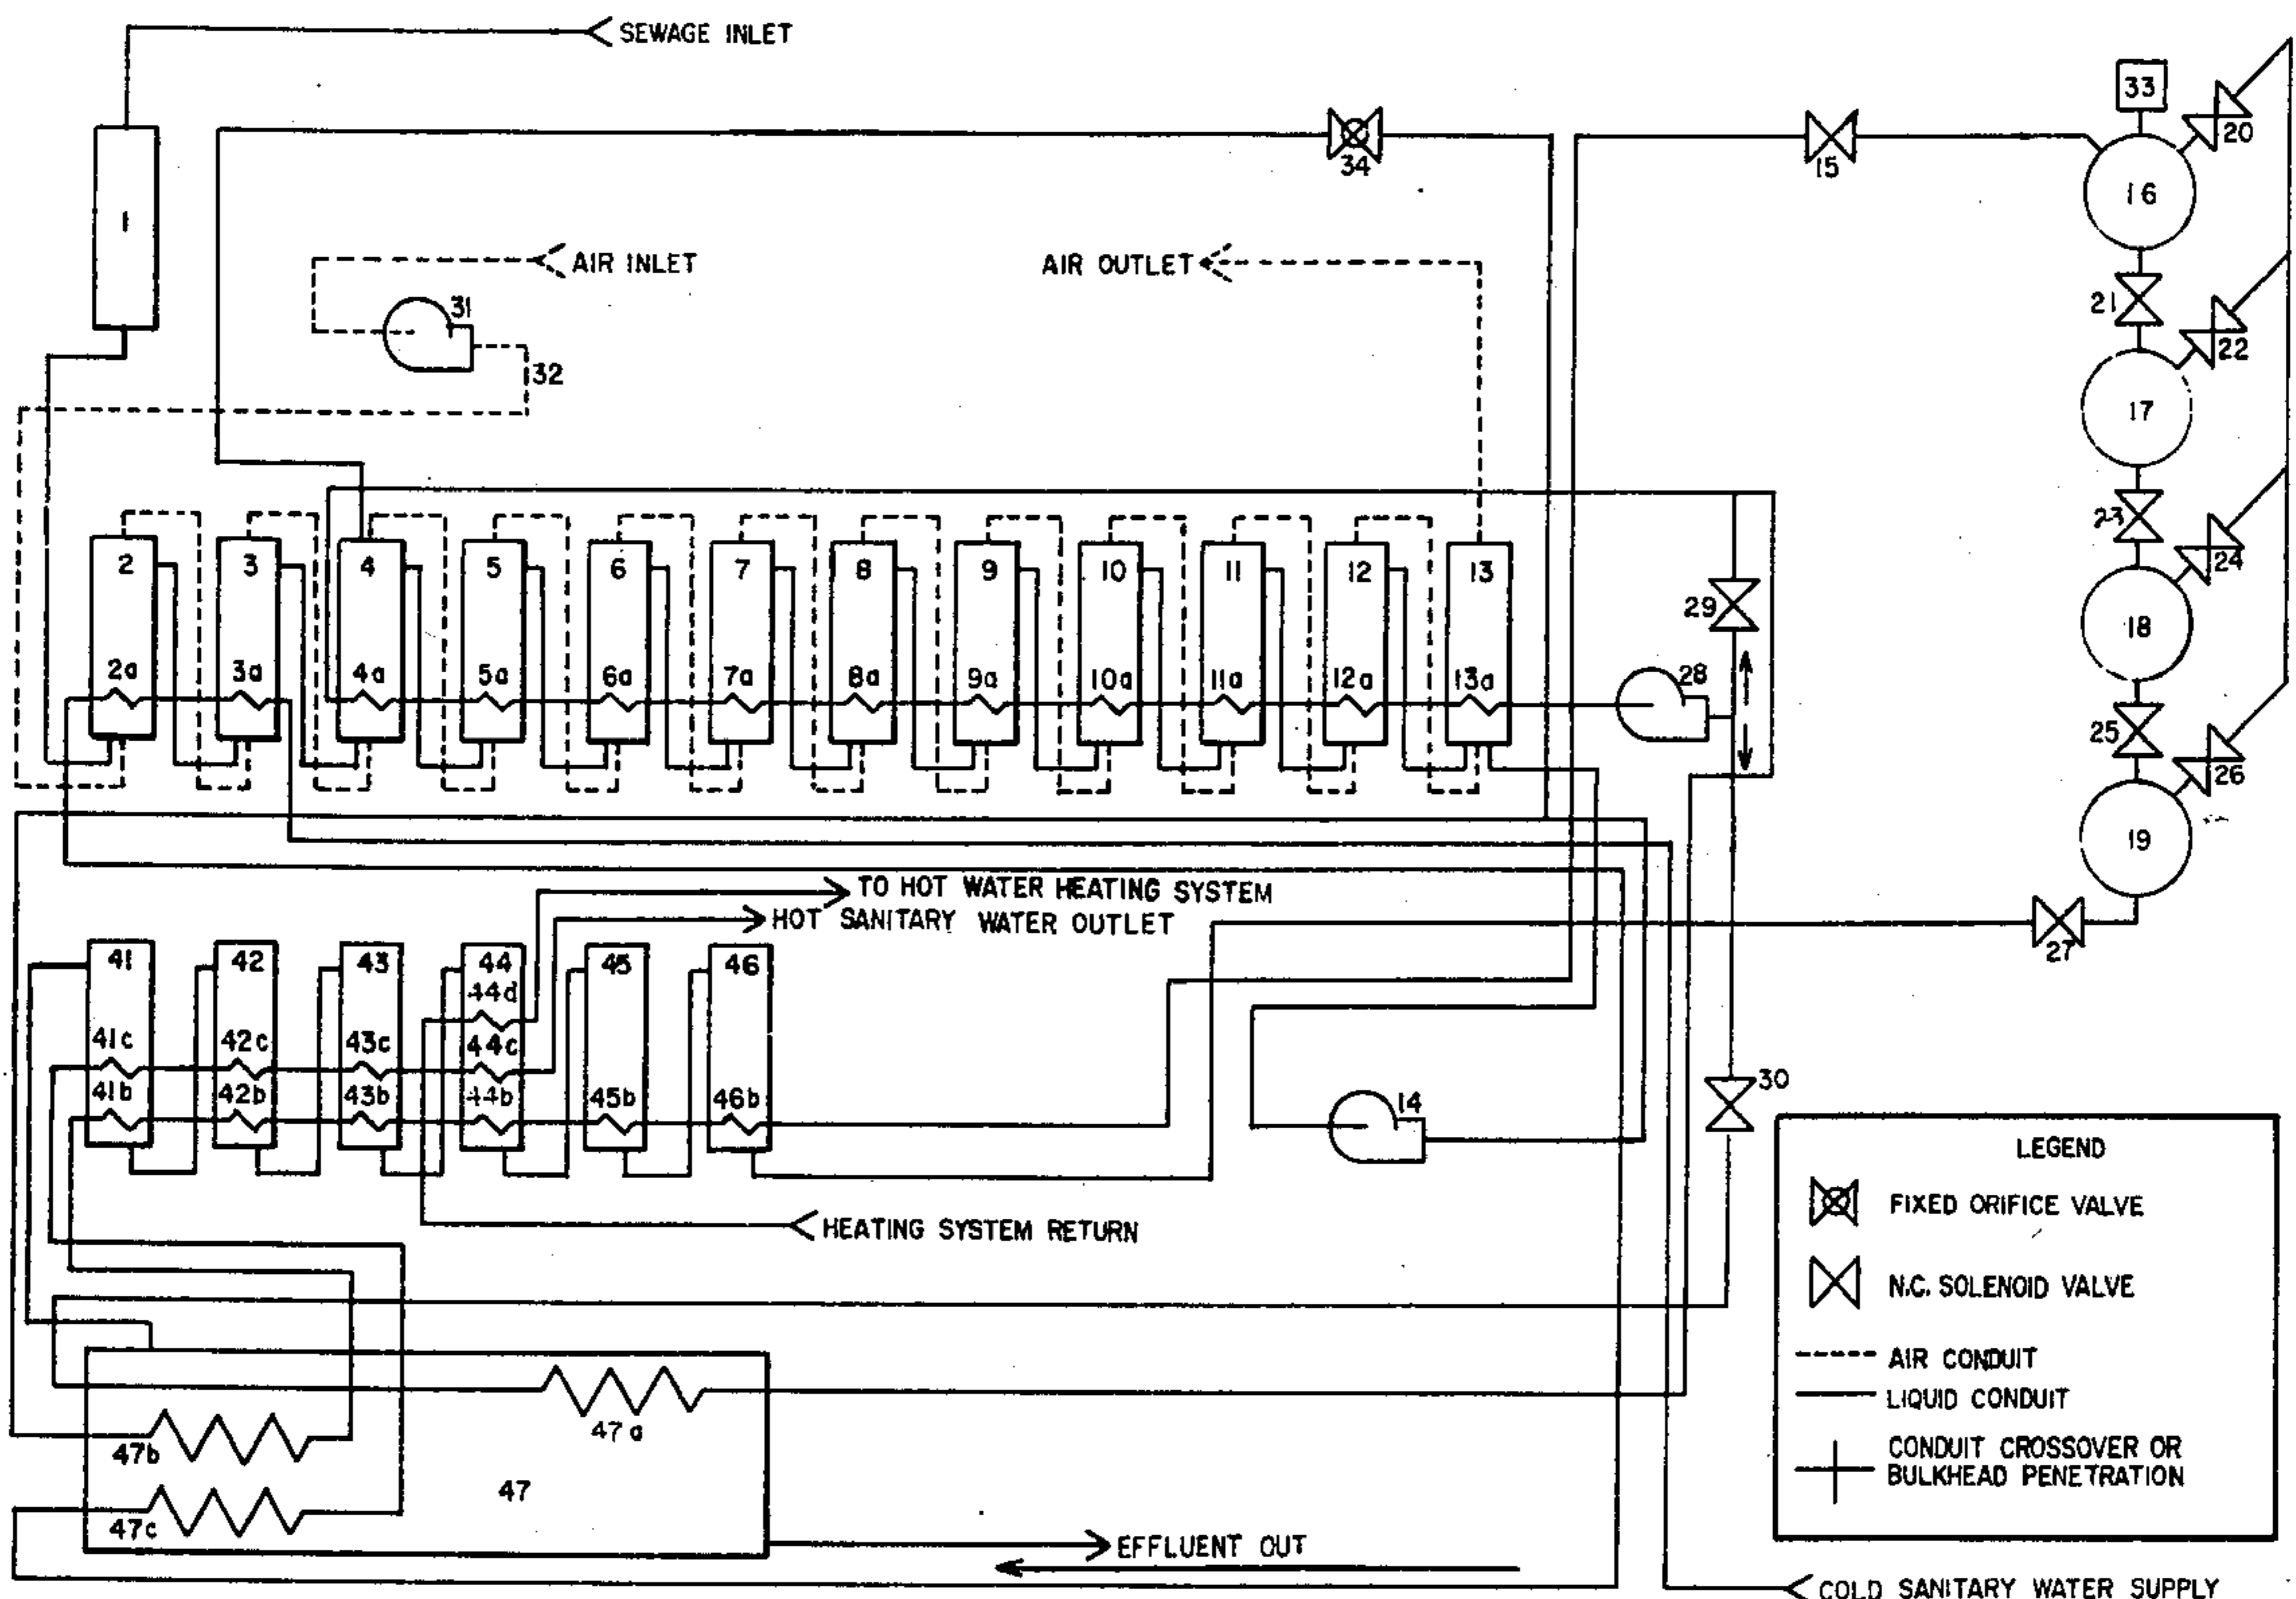 SEWAGE INLET
33
20
34
15
16
1
AIR INLET
AIR OUTLET
31
21
32
22
17
23
24
2
3
4
5
6
7
8
9
10
11
12
13
29
18
2a
3a
4a
5a
6a
7a
8a
9a
10a
11a
12a
13a
28
25
26
19
TO HOT WATER HEATING SYSTEM
HOT SANITARY WATER OUTLET
27
41
42
43
44
45
46
44d
41c
42c
43c
44c
41b
42b
43b
44b
45b
46b
14
30
LEGEND
FIXED ORIFICE VALVE
HEATING SYSTEM RETURN
N.C. SOLENOID VALVE
AIR CONDUIT
LIQUID CONDUIT
47a
47b
CONDUIT CROSSOVER OR
BULKHEAD PENETRATION
47
47c
EFFLUENT OUT
COLD SANITARY WATER SUPPLY